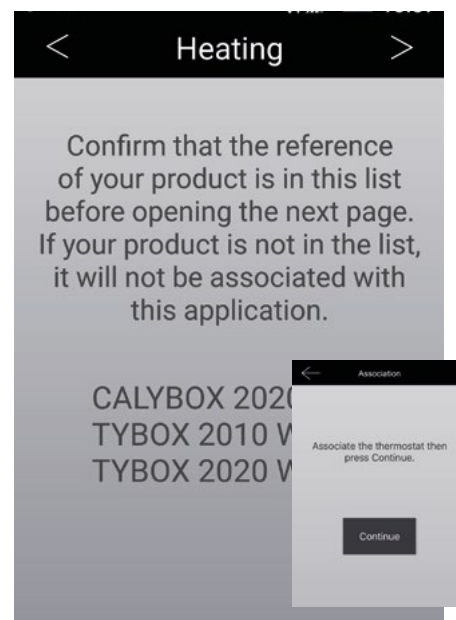 Heating
Confirm that the reference
of your product is in this list
before opening the next page.
If your product is not in the list,
it will not be associated with
this application.
CALYBOX 2020
TYBOX 2010
TYBOX 2020
Association
Associate the thermostat then
press Continue.
Continue